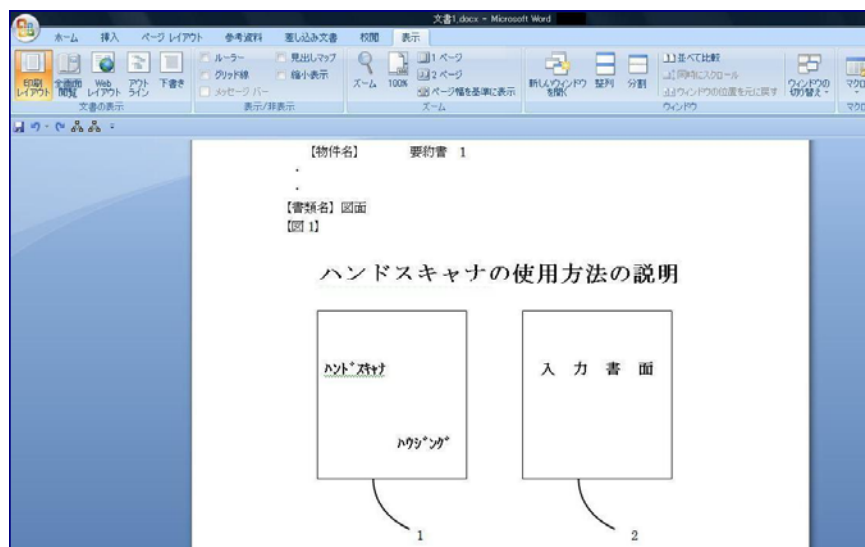 文書1.docx - Microsoft Word
ホーム 挿入 ページ レイアウト 参考資料 差し込み文書 校閲 表示
印刷レイアウト 全画面閲覧 Web レイアウト アウトライン 下書き
文書の表示
ルーラー 見出しマップ
グリッド線 縮小表示
メッセージ バー
表示/非表示
ズーム 100% 1 ページ
2 ページ
ページ幅を基準に表示
ズーム
新しいウィンドウを開く 整列 分割
並べて比較
同時にスクロール
ウィンドウの位置を元に戻す
ウィンドウの切り替え
ウィンドウ
マクロ
マクロ
【物件名】 要約書 1
・
・
【書類名】図面
【図 1】
ハンドスキャナの使用方法の説明
ﾊﾝﾄﾞｽｷｬﾅ
入 力 書 面
ﾊｳｼﾞﾝｸﾞ
1
2